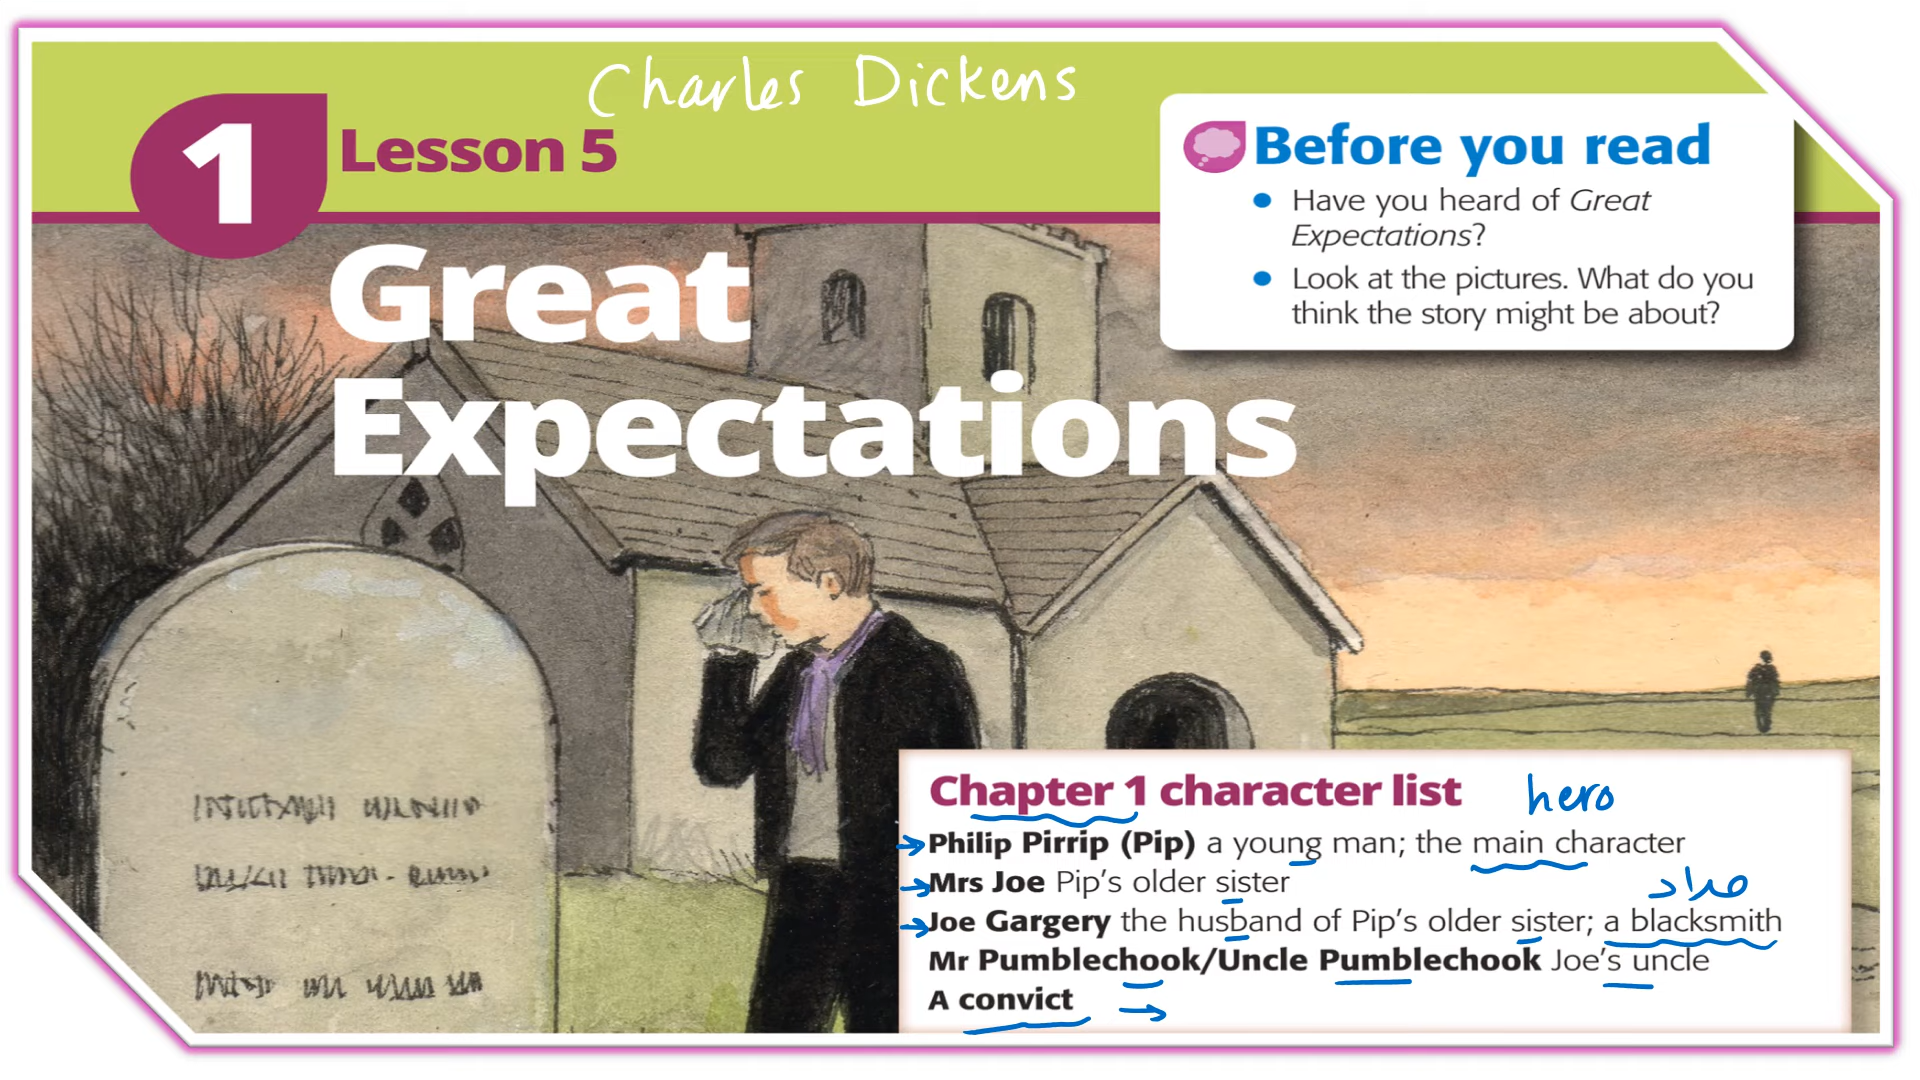 Charles Dickens
1
Lesson 5
Great
Expectations
Before you read
• Have you heard of Great
Expectations?
• Look at the pictures. What do you
think the story might be about?
Chapter 1 character list hero
→ Philip Pirrip (Pip) a young man; the main character
→ Mrs Joe Pip's older sister
حداد
→ Joe Gargery the husband of Pip's older sister; a blacksmith
Mr Pumblechook/Uncle Pumblechook Joe's uncle
A convict →